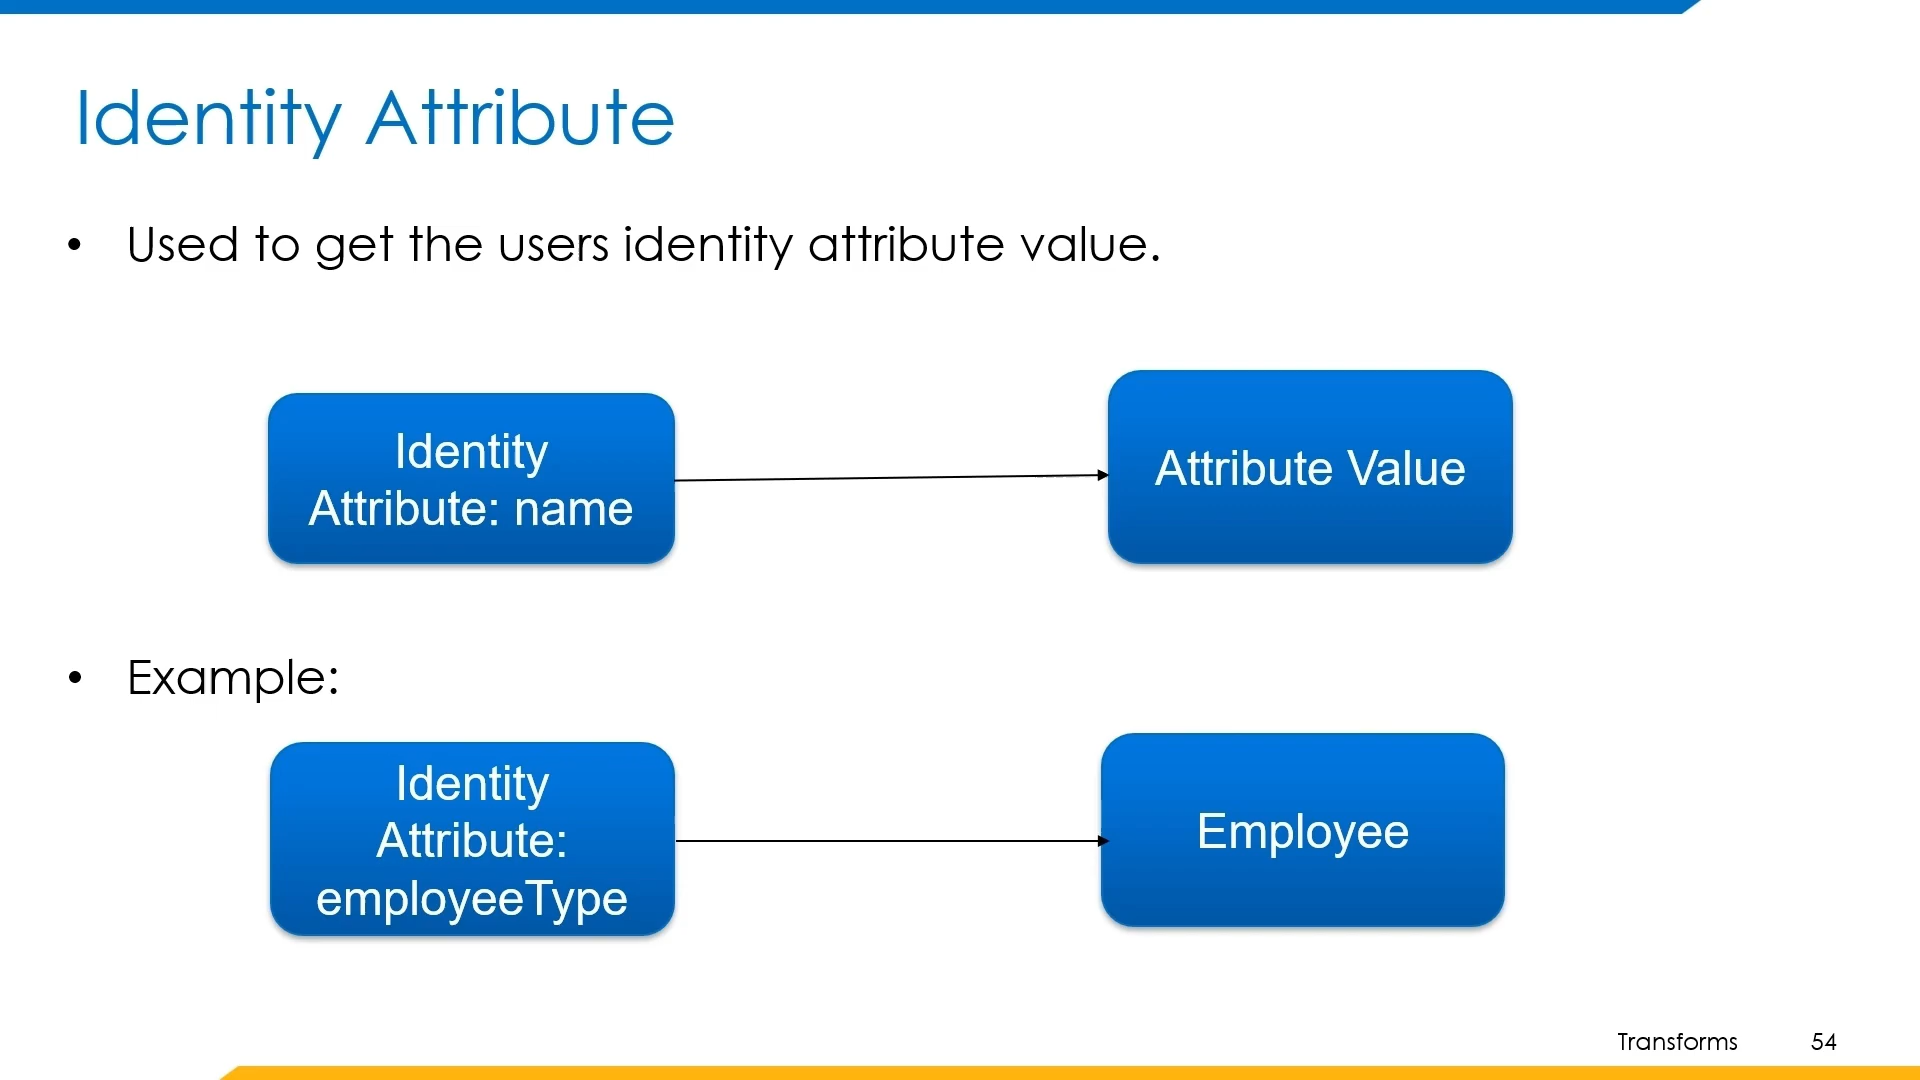 Identity Attribute
• Used to get the users identity attribute value.
Identity
Attribute: name
Attribute Value
• Example:
Identity
Attribute:
employeeType
Employee
Transforms 54